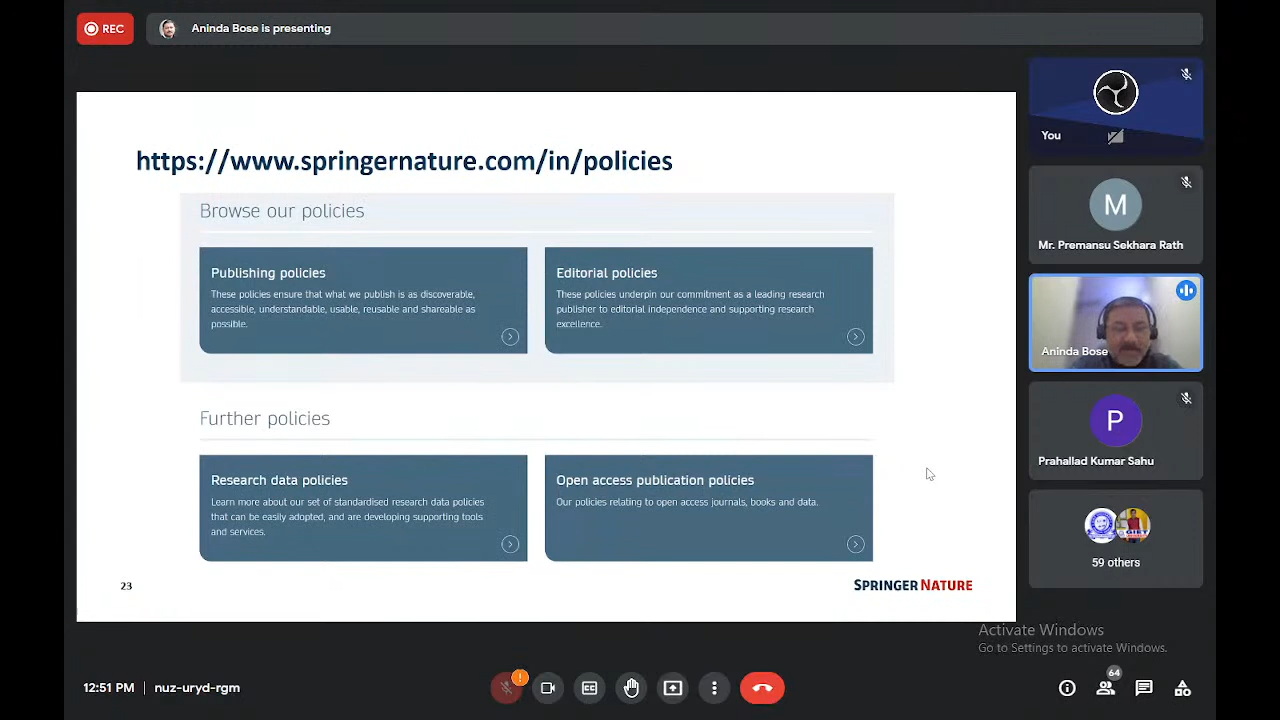 REC
Aninda Bose is presenting
https://www.springernature.com/in/policies
Browse our policies
Publishing policies
These policies ensure that what we publish is as discoverable,
accessible, understandable, usable, reusable and shareable as
possible.
Editorial policies
These policies underpin our commitment as a leading research
publisher to editorial independence and supporting research
excellence.
Further policies
Research data policies
Learn more about our set of standardised research data policies
that can be easily adopted, and are developing supporting tools
and services.
Open access publication policies
Our policies relating to open access journals, books and data.
23
SPRINGER NATURE
You
M
Mr. Premansu Sekhara Rath
Aninda Bose
P
Prahallad Kumar Sahu
GIET
59 others
Activate Windows
Go to Settings to activate Windows.
12:51 PM | nuz-uryd-rgm
CC
64